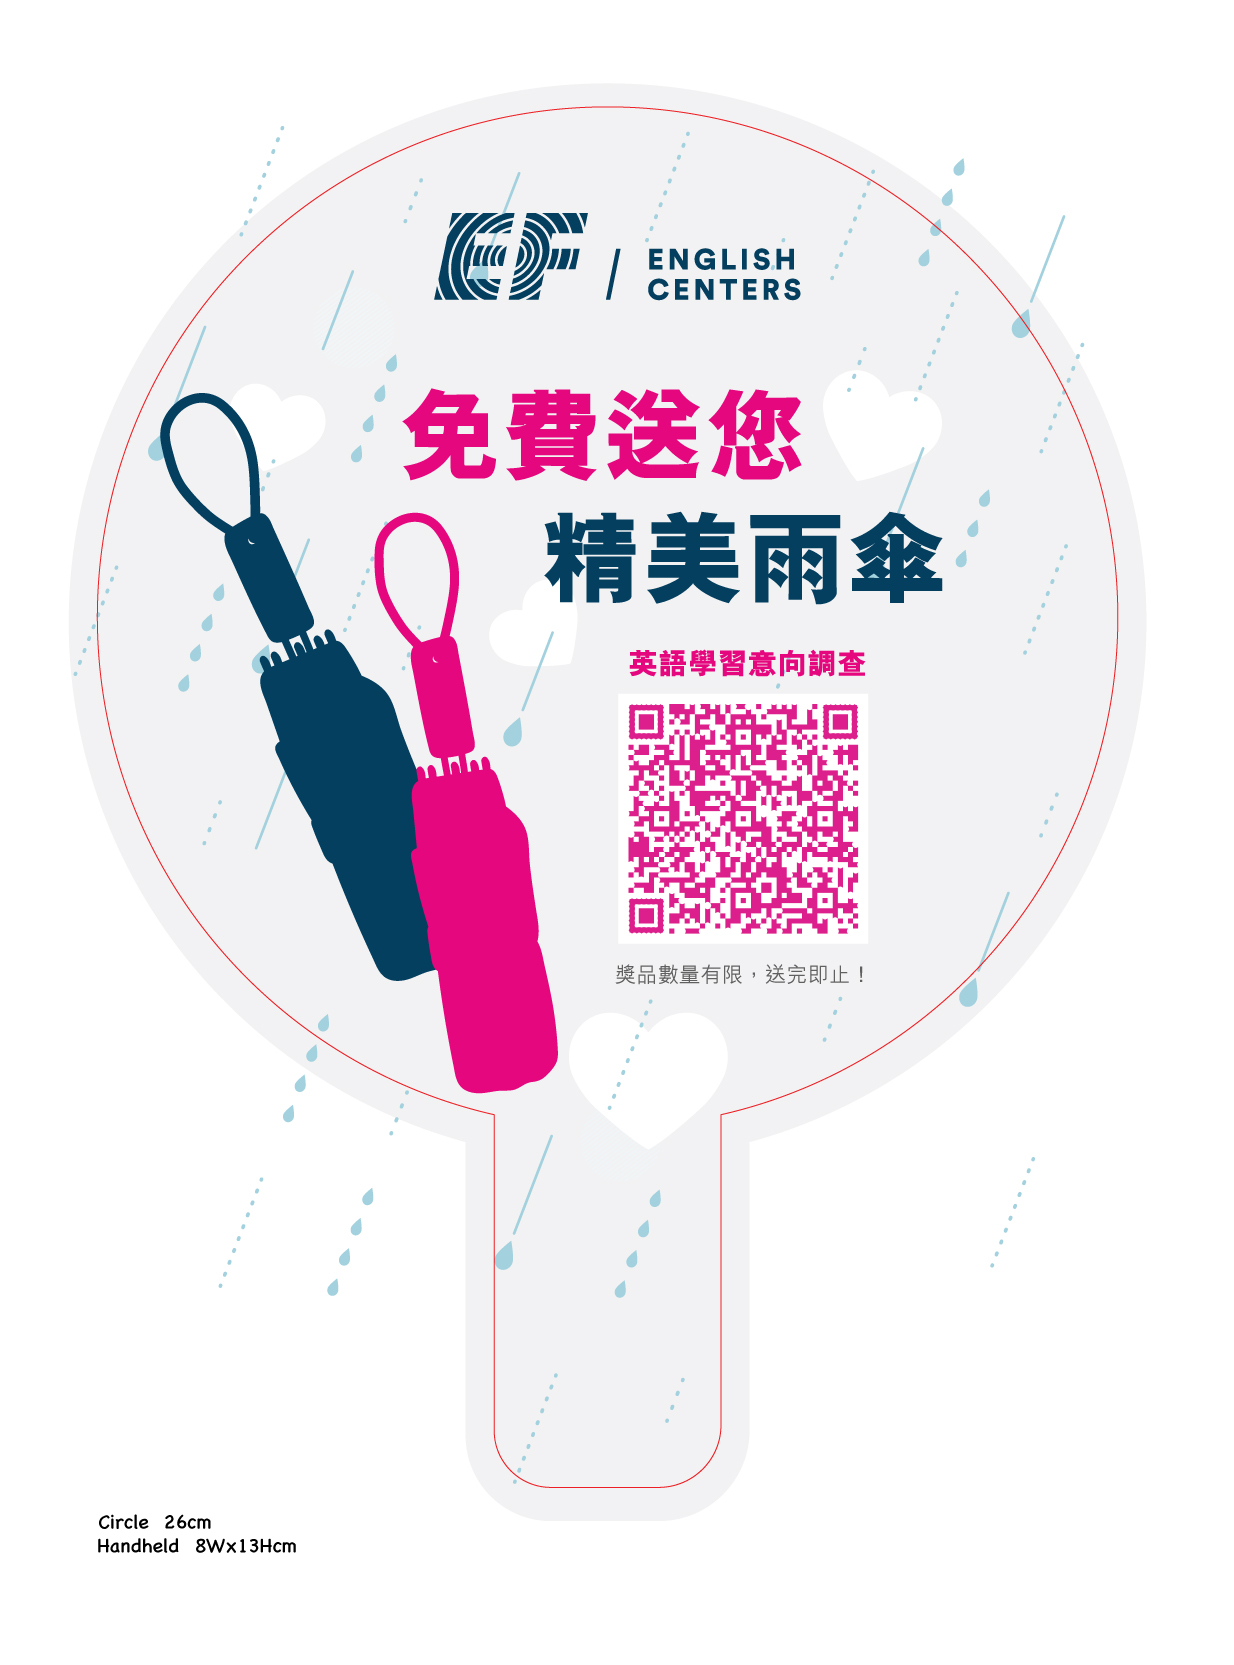 EF / ENGLISH
CENTERS
免費送您
精美雨傘
英語學習意向調查
獎品數量有限，送完即止！
Circle 26cm
Handheld 8Wx13Hcm